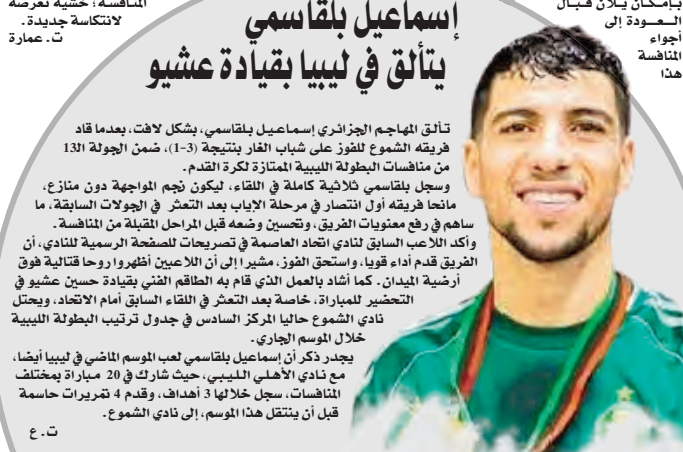 بإمكان بلان قبال
الـعـودة إلى
أجواء
المنافسة
هذا
المنافسة؛ خشية تعرضه
لانتكاسة جديدة.
ت. عمارة
إسماعيل بلقاسمي
يتألق في ليبيا بقيادة عشيو
تألق المهاجم الجزائري إسماعيل بلقاسمي، بشكل لافت، بعدما قاد
فريقه الشموع للفوز على شباب الغار بنتيجة (3-1)، ضمن الجولة الـ13
من منافسات البطولة الليبية الممتازة لكرة القدم.
وسجل بلقاسمي ثلاثية كاملة في اللقاء، ليكون نجم المواجهة دون منازع،
مانحا فريقه أول انتصار في مرحلة الإياب بعد التعثر في الجولات السابقة، ما
ساهم في رفع معنويات الفريق، وتحسين وضعه قبل المراحل المقبلة من المنافسة.
وأكد اللاعب السابق لنادي اتحاد العاصمة في تصريحات للصفحة الرسمية للنادي، أن
الفريق قدم أداء قويا، واستحق الفوز، مشيرا إلى أن اللاعبين أظهروا روحا قتالية فوق
أرضية الميدان. كما أشاد بالعمل الذي قام به الطاقم الفني بقيادة حسين عشيو في
التحضير للمباراة، خاصة بعد التعثر في اللقاء السابق أمام الاتحاد، ويحتل
نادي الشموع حاليا المركز السادس في جدول ترتيب البطولة الليبية
خلال الموسم الجاري.
يجدر ذكر أن إسماعيل بلقاسمي لعب الموسم الماضي في ليبيا أيضا،
مع نادي الأهلي الليبي، حيث شارك في 20 مباراة بمختلف
المنافسات، سجل خلالها 3 أهداف، وقدم 4 تمريرات حاسمة
قبل أن ينتقل هذا الموسم، إلى نادي الشموع.
ت. ع